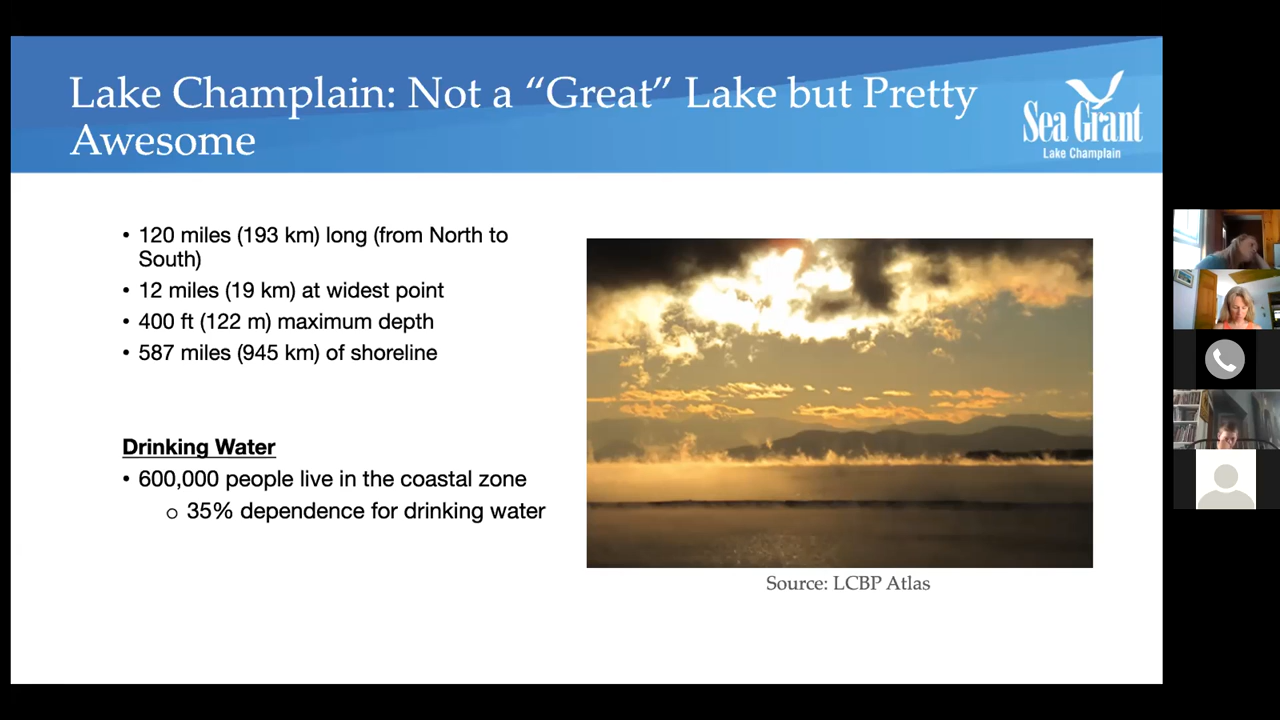 Lake Champlain: Not a “Great” Lake but Pretty
Awesome
Sea Grant
Lake Champlain
• 120 miles (193 km) long (from North to
South)
• 12 miles (19 km) at widest point
• 400 ft (122 m) maximum depth
• 587 miles (945 km) of shoreline
Drinking Water
• 600,000 people live in the coastal zone
o 35% dependence for drinking water
Source: LCBP Atlas